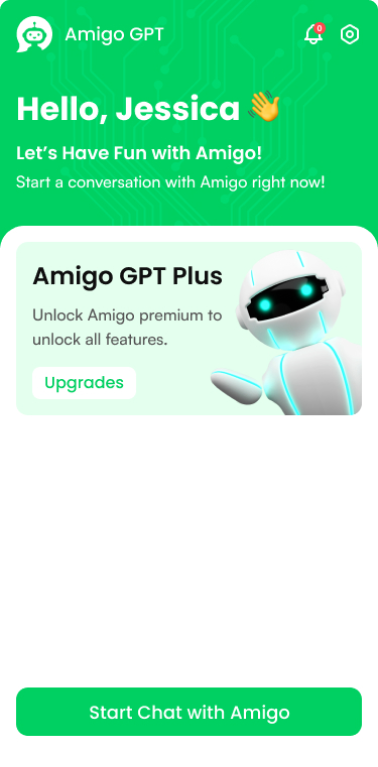 Amigo GPT
0
Hello, Jessica 👋
Let's Have Fun with Amigo!
Start a conversation with Amigo right now!
Amigo GPT Plus
Unlock Amigo premium to
unlock all features.
Upgrades
Start Chat with Amigo